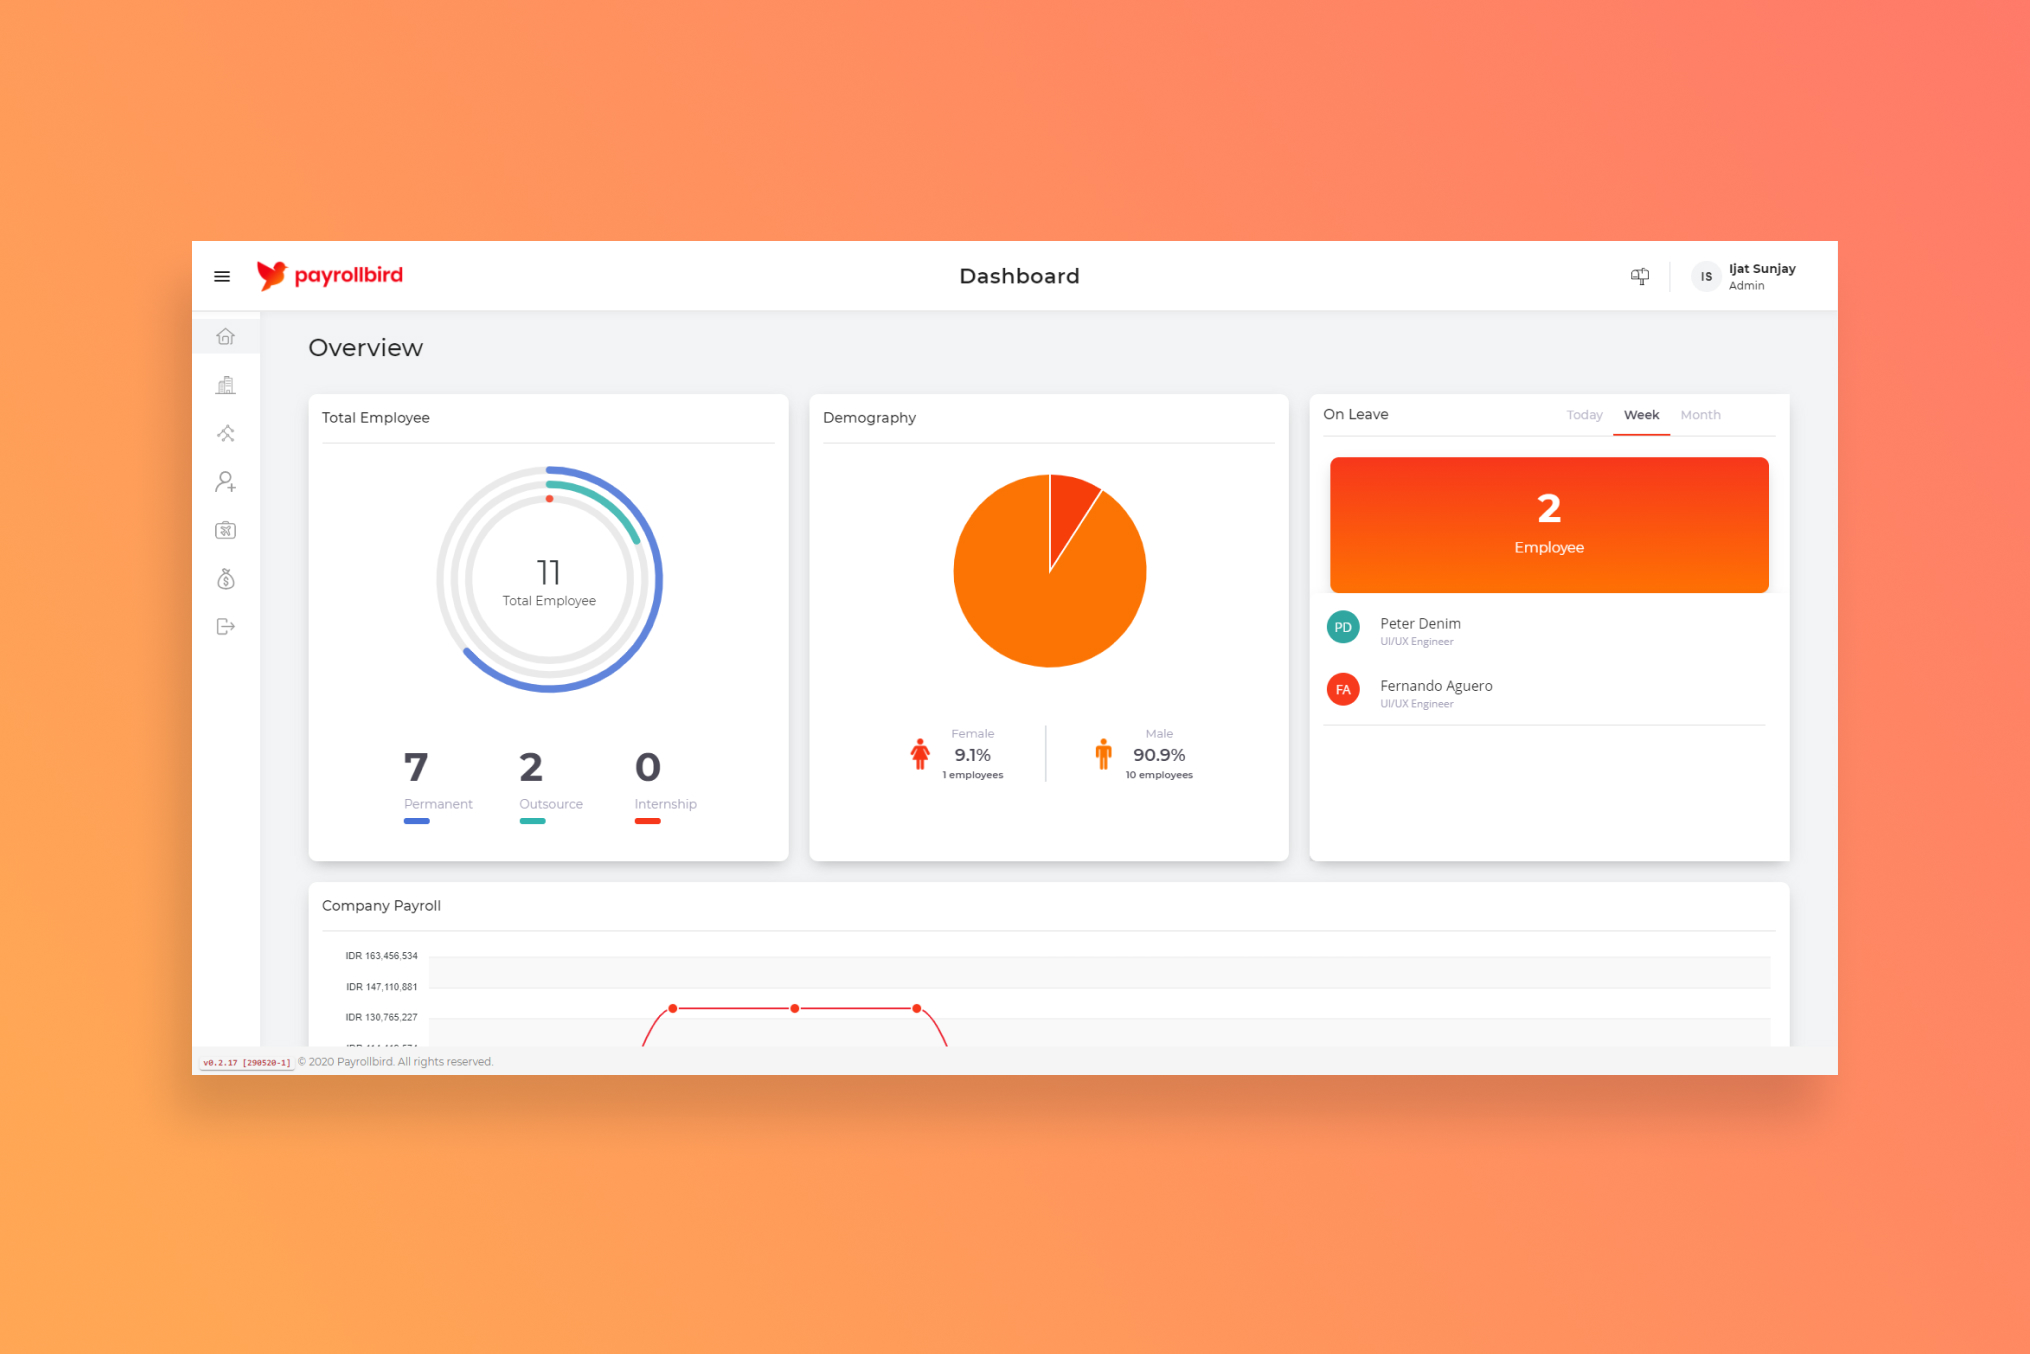 payrollbird
Dashboard
IS
Ijat Sunjay
Admin
Overview
Total Employee
11
Total Employee
7
Permanent
2
Outsource
0
Internship
Demography
Female
9.1%
1 employees
Male
90.9%
10 employees
On Leave
Today Week Month
2
Employee
PD
Peter Denim
UI/UX Engineer
FA
Fernando Aguero
UI/UX Engineer
Company Payroll
IDR 163,456,534
IDR 147,110,881
IDR 130,765,227
v0.2.17 [290520-1] © 2020 Payrollbird. All rights reserved.